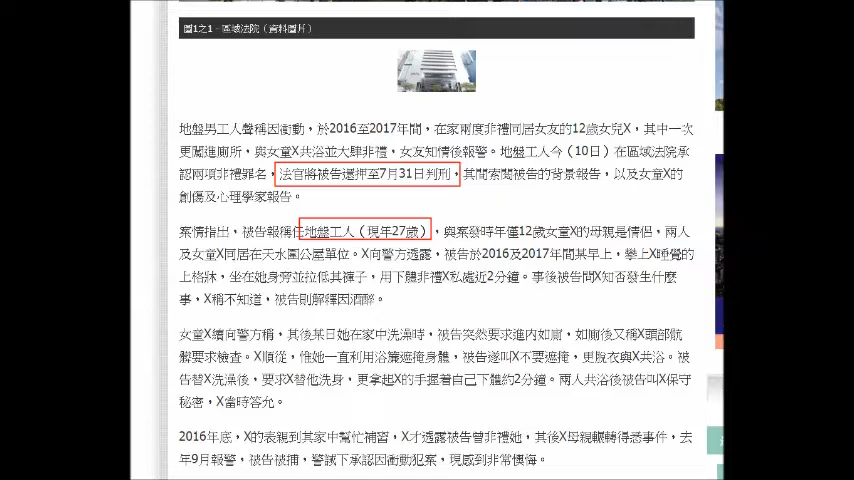 圖1之1 - 區域法院（資料圖片）
地盤男工人聲稱因衝動，於2016至2017年間，在家兩度非禮同居女友的12歲女兒X，其中一次
更闖進廁所，與女童X共浴並大肆非禮，女友知情後報警。地盤工人今（10日）在區域法院承
認兩項非禮罪名，法官將被告還押至7月31日判刑，其間索閱被告的背景報告，以及女童X的
創傷及心理學家報告。
案情指出，被告報稱任地盤工人（現年27歲），與案發時年僅12歲女童X的母親是情侶，兩人
及女童X同居在天水圍公屋單位。X向警方透露，被告於2016及2017年間某早上，攀上X睡覺的
上格牀，坐在她身旁並拉低其褲子，用下體非禮X私處近2分鐘。事後被告問X知否發生什麼
事，X稱不知道，被告則解釋因酒醉。
女童X續向警方稱，其後某日她在家中洗澡時，被告突然要求進內如廁，如廁後又稱X頭部骯
髒要求檢查。X順從，惟她一直利用浴簾遮掩身體，被告遂叫X不要遮掩，更脫衣與X共浴。被
告替X洗澡後，要求X替他洗身，更拿起X的手握着自己下體約2分鐘。兩人共浴後被告叫X保守
秘密，X當時答允。
2016年底，X的表親到其家中幫忙補習，X才透露被告曾非禮她，其後X母親輾轉得悉事件，去
年9月報警，被告被捕，警誡下承認因衝動犯案，現感到非常懊悔。